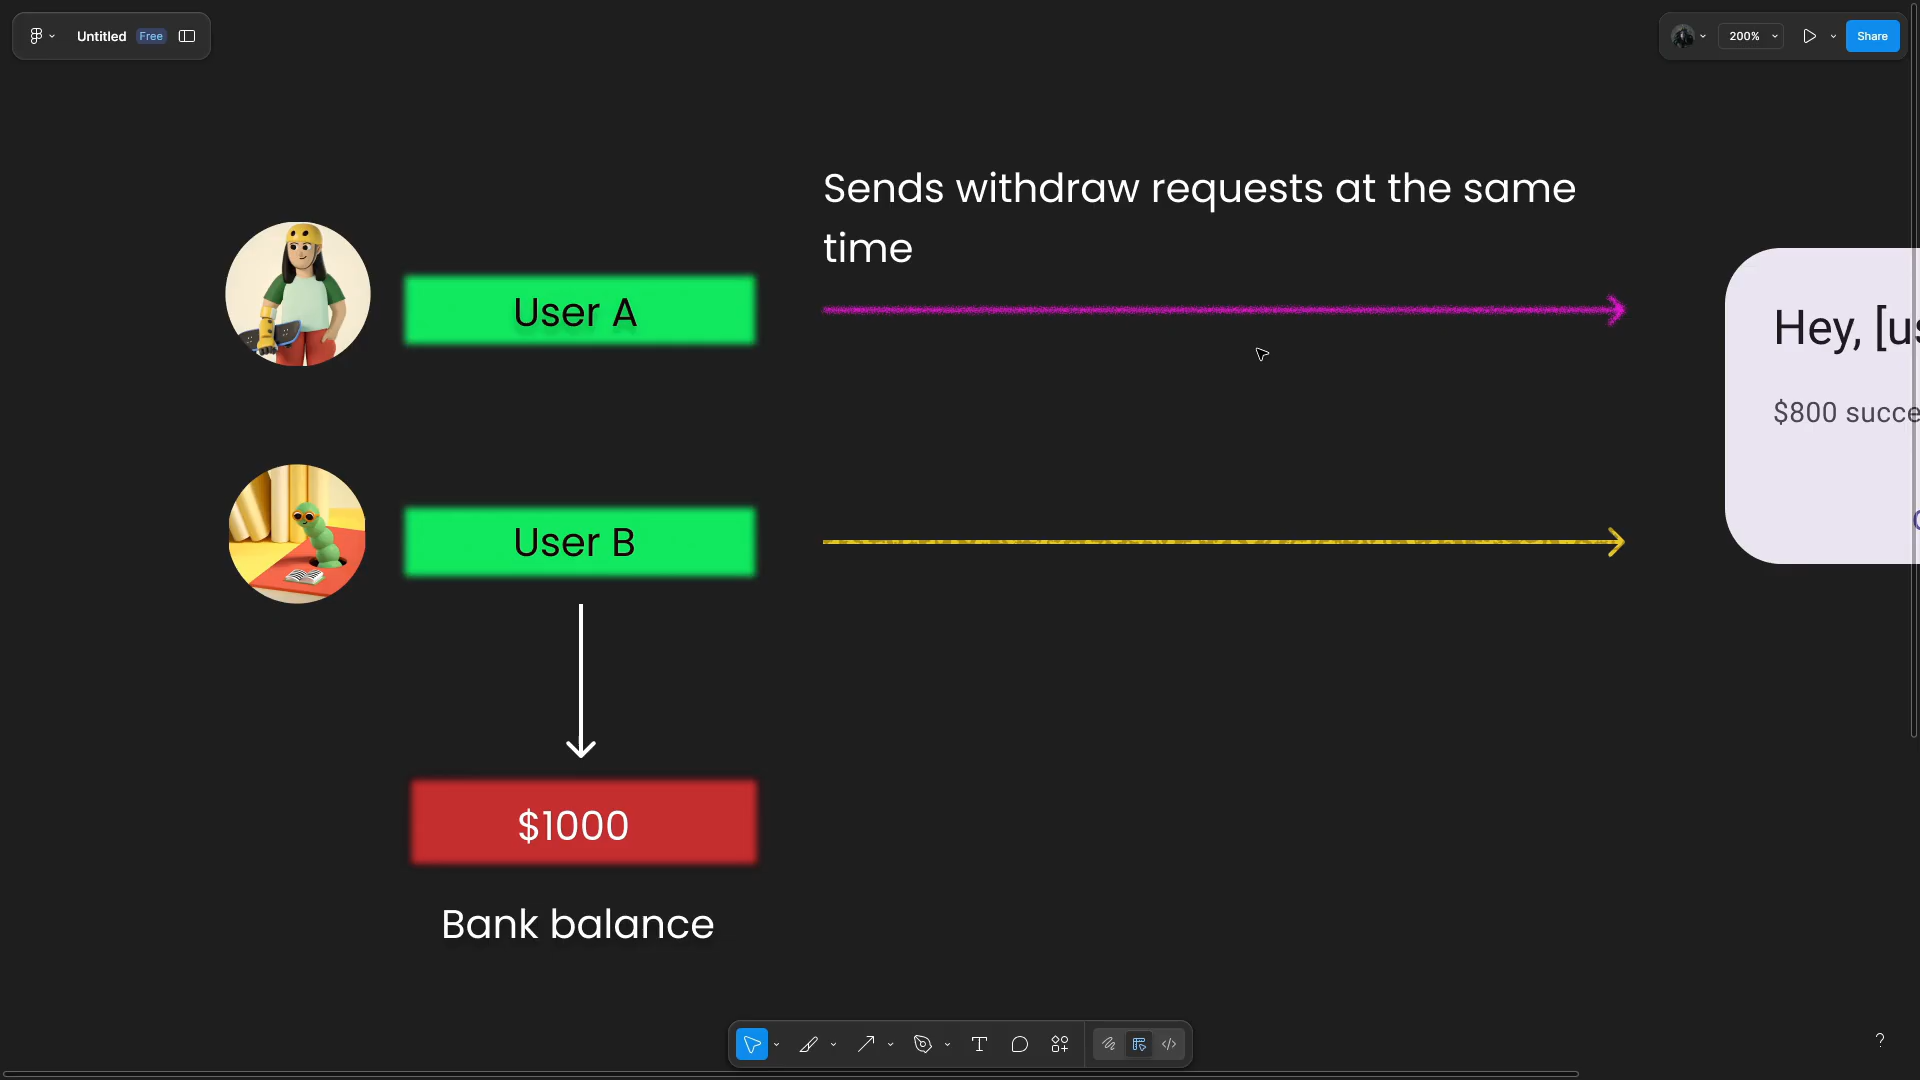 Untitled
Free
200%
Share
Sends withdraw requests at the same
time
User A
Hey, [us
$800 succe
User B
$1000
Bank balance